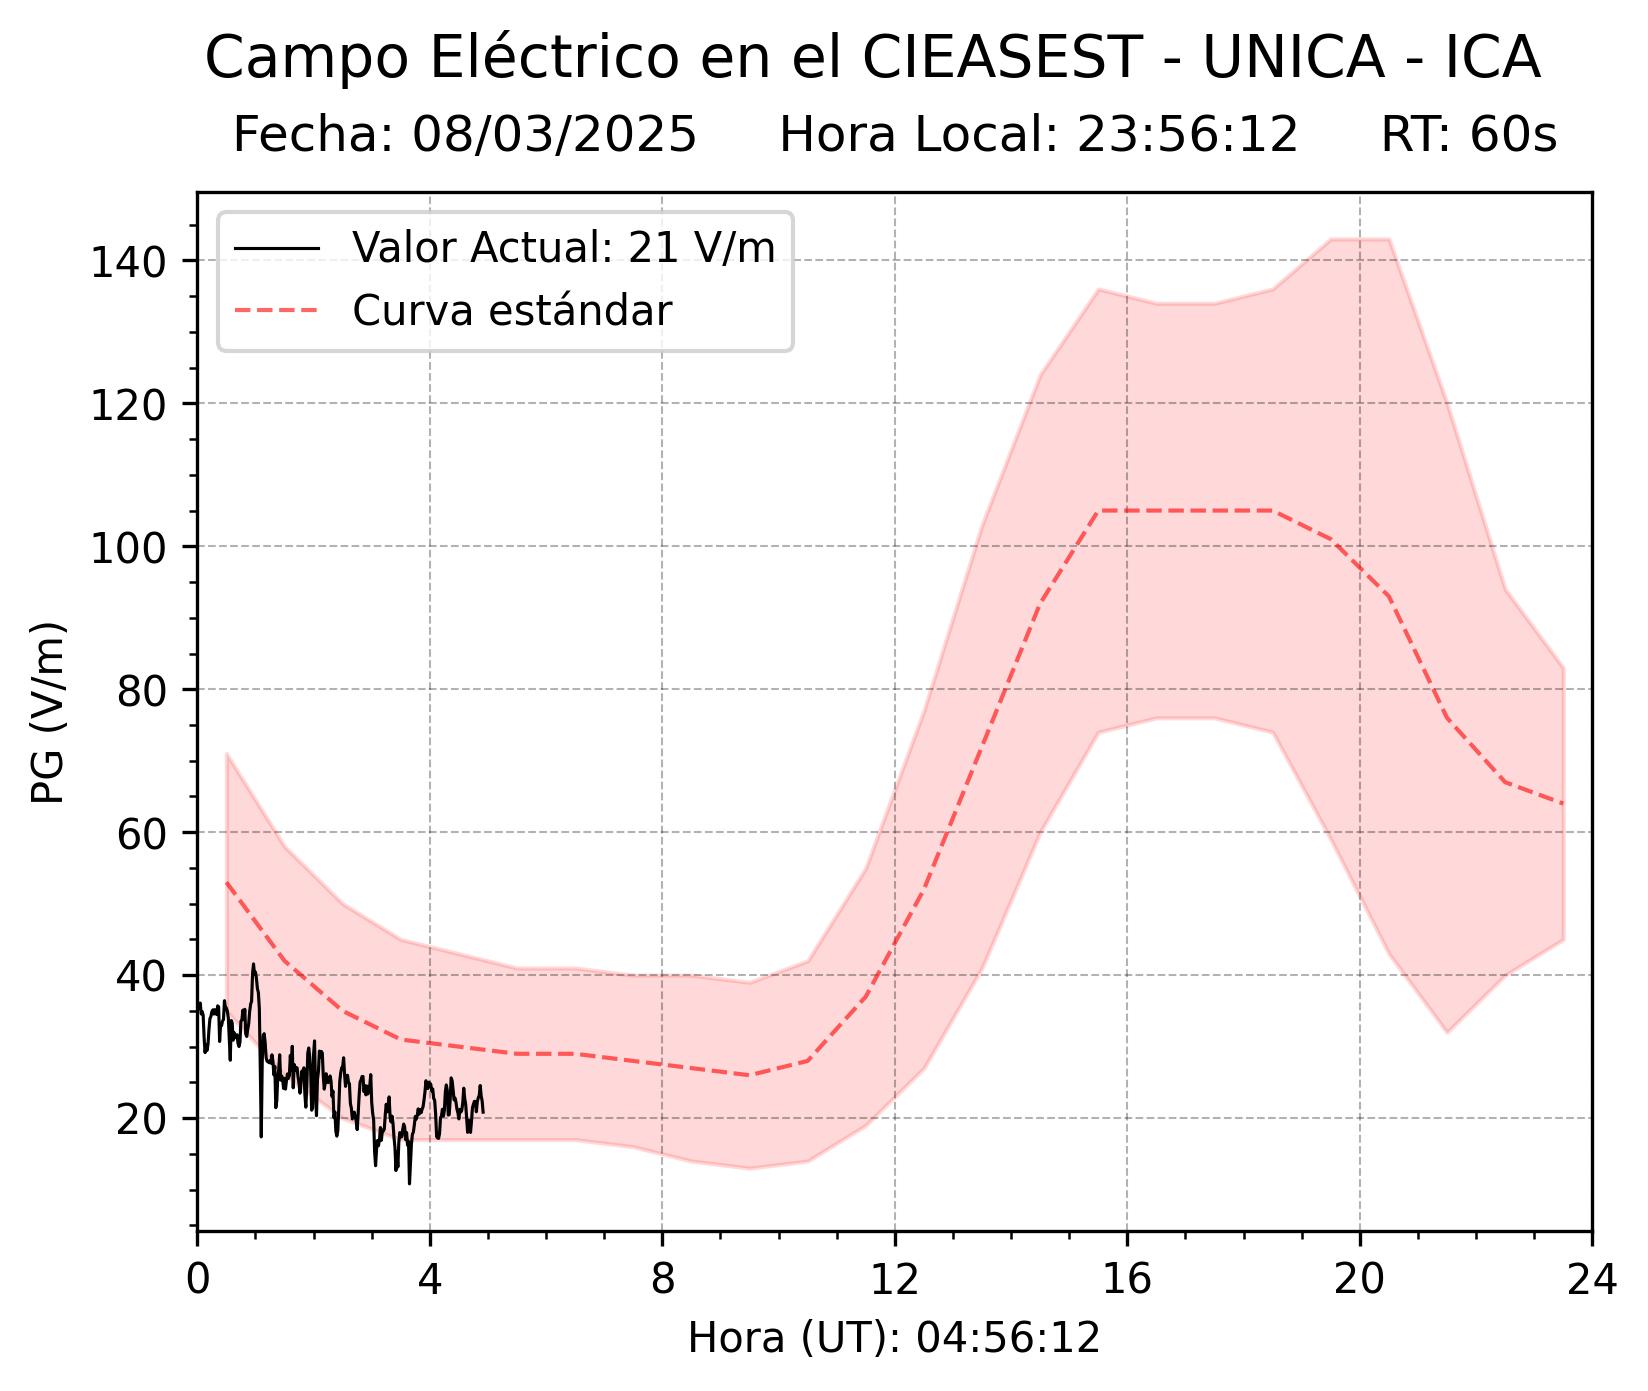 Campo Eléctrico en el CIEASEST - UNICA - ICA
Fecha: 08/03/2025 Hora Local: 23:56:12 RT: 60s
Valor Actual: 21 V/m
Curva estándar
PG (V/m)
140
120
100
80
60
40
20
0 4 8 12 16 20 24
Hora (UT): 04:56:12